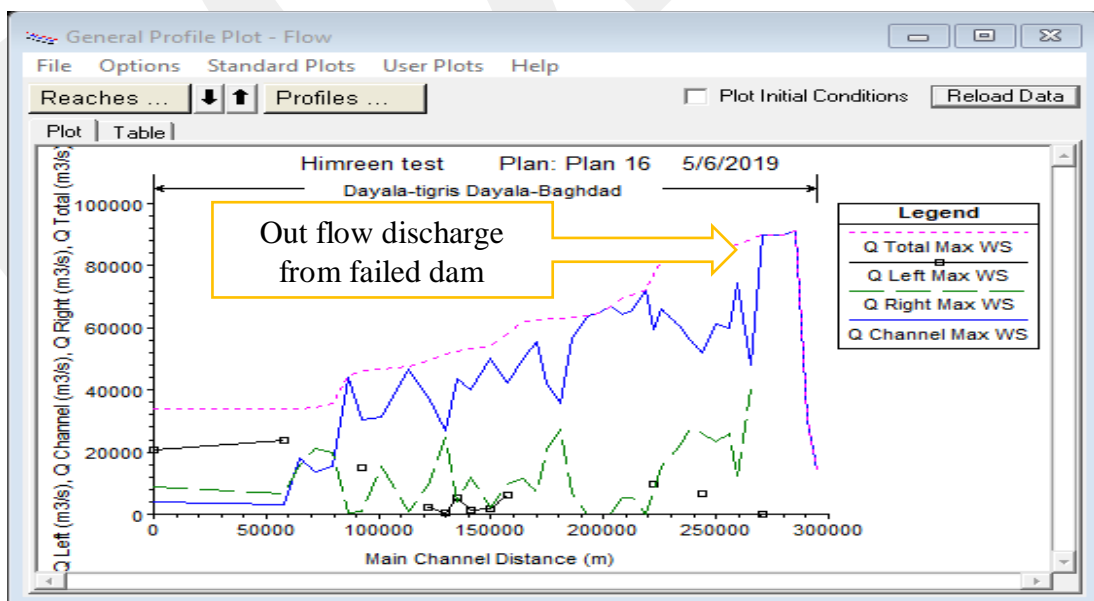 General Profile Plot - Flow
File Options Standard Plots User Plots Help
Reaches ... Profiles ... Plot Initial Conditions Reload Data
Plot Table
Himreen test Plan: Plan 16 5/6/2019
Dayala-tigris Dayala-Baghdad
Q Left (m3/s), Q Channel (m3/s), Q Right (m3/s), Q Total (m3/s)
100000
80000
60000
40000
20000
0
Out flow discharge
from failed dam
Legend
Q Total Max WS
Q Left Max WS
Q Right Max WS
Q Channel Max WS
0 50000 100000 150000 200000 250000 300000
Main Channel Distance (m)